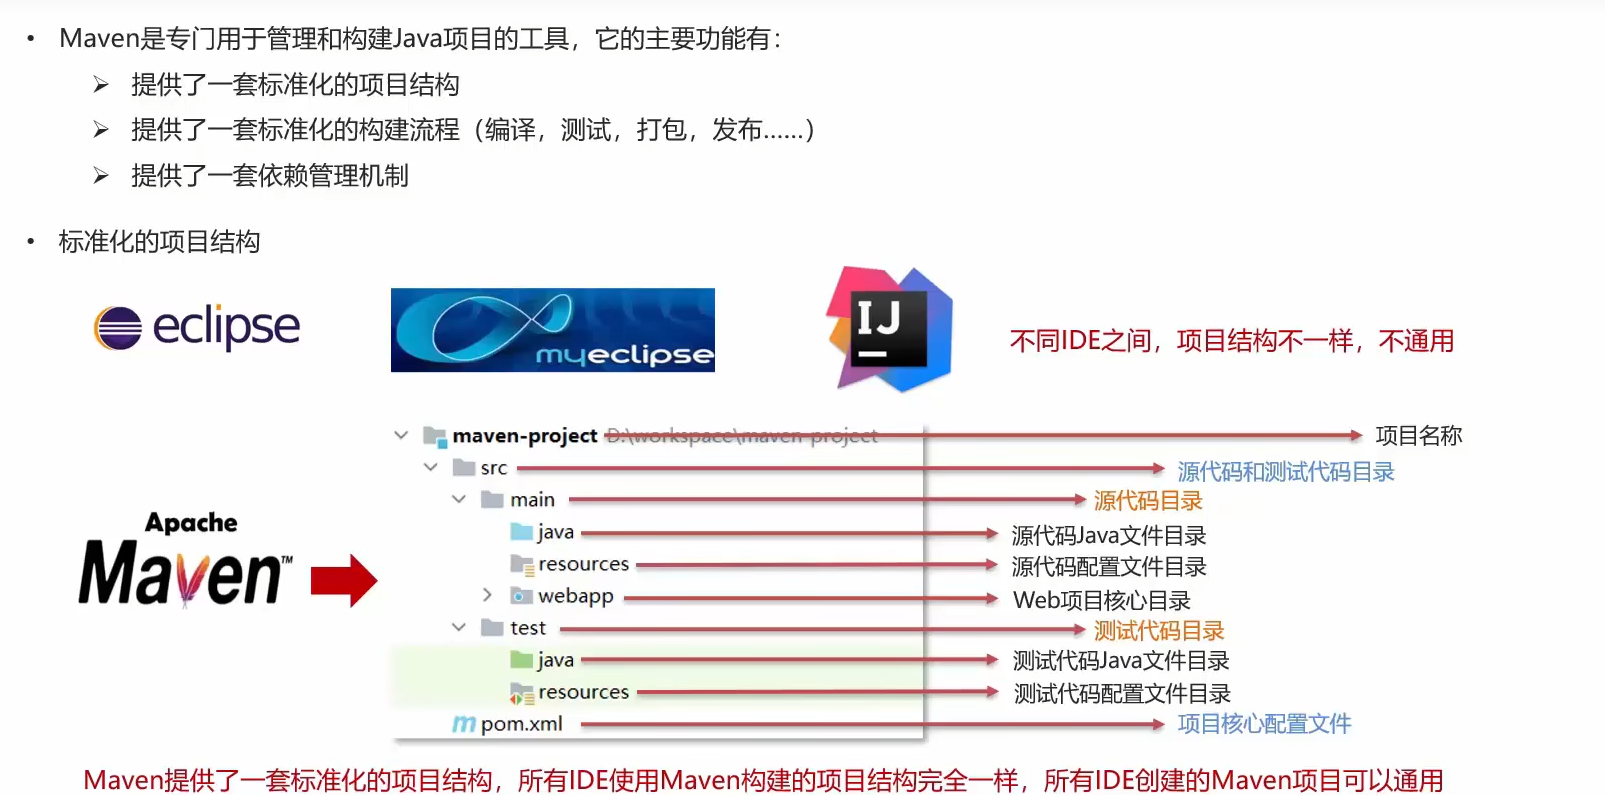 • Maven是专门用于管理和构建Java项目的工具，它的主要功能有：
➢ 提供了一套标准化的项目结构
➢ 提供了一套标准化的构建流程（编译，测试，打包，发布……）
➢ 提供了一套依赖管理机制
• 标准化的项目结构
eclipse
myeclipse
IJ
不同IDE之间，项目结构不一样，不通用
maven-project D:\workspace\maven-project 项目名称
src 源代码和测试代码目录
main 源代码目录
java 源代码Java文件目录
resources 源代码配置文件目录
webapp Web项目核心目录
test 测试代码目录
java 测试代码Java文件目录
resources 测试代码配置文件目录
m pom.xml 项目核心配置文件
Apache
Maven™
Maven提供了一套标准化的项目结构，所有IDE使用Maven构建的项目结构完全一样，所有IDE创建的Maven项目可以通用